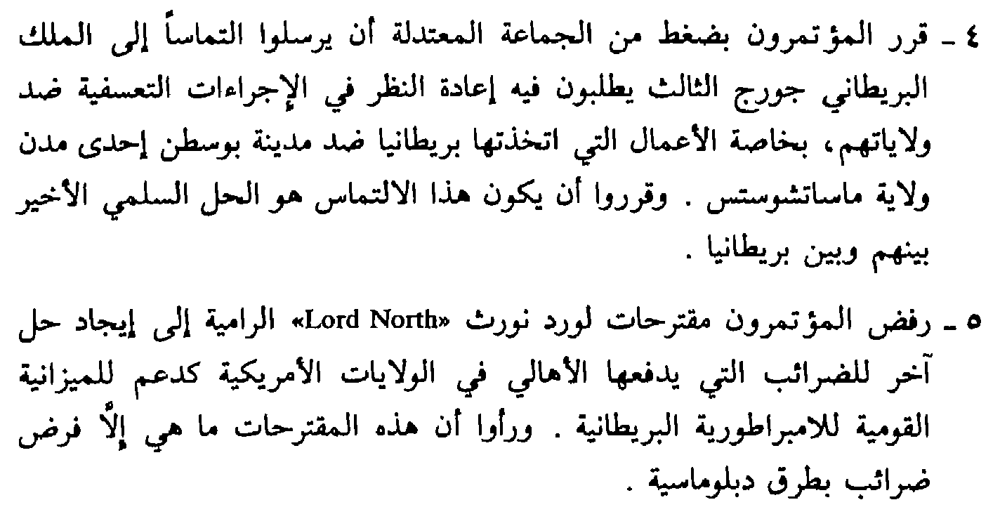 ٤ - قرر المؤتمرون بضغط من الجماعة المعتدلة أن يرسلوا التماساً إلى الملك
البريطاني جورج الثالث يطلبون فيه إعادة النظر في الإجراءات التعسفية ضد
ولاياتهم، بخاصة الأعمال التي اتخذتها بريطانيا ضد مدينة بوسطن إحدى مدن
ولاية ماساتشوستس . وقرروا أن يكون هذا الالتماس هو الحل السلمي الأخير
بينهم وبين بريطانيا .
٥ - رفض المؤتمرون مقترحات لورد نورث «Lord North» الرامية إلى إيجاد حل
آخر للضرائب التي يدفعها الأهالي في الولايات الأمريكية كدعم للميزانية
القومية للامبراطورية البريطانية . ورأوا أن هذه المقترحات ما هي إلَّا فرض
ضرائب بطرق دبلوماسية .